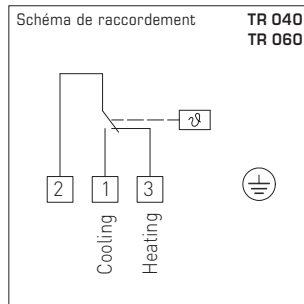 Schéma de raccordement TR 040
TR 060
ϑ
2 1 3
Cooling
Heating